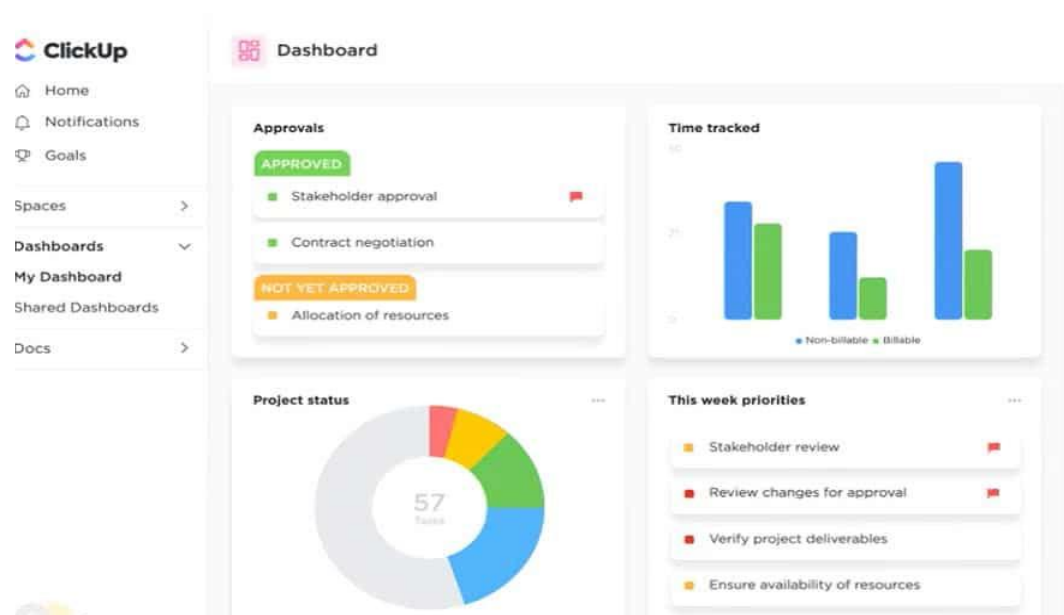 ClickUp
Home
Notifications
Goals
Spaces
Dashboards
My Dashboard
Shared Dashboards
Docs
Dashboard
Approvals
APPROVED
Stakeholder approval
Contract negotiation
NOT YET APPROVED
Allocation of resources
Time tracked
0
Non-billable Billable
Project status
57
Tasks
This week priorities
Stakeholder review
Review changes for approval
Verify project deliverables
Ensure availability of resources